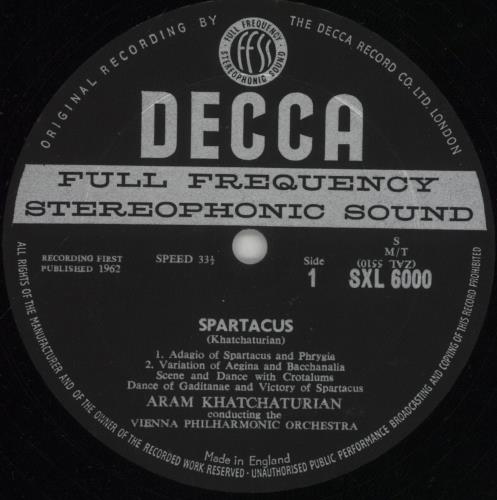 ORIGINAL RECORDING BY THE DECCA RECORD CO. LTD. LONDON
FULL FREQUENCY
ffss
STEREOPHONIC SOUND
DECCA
FULL FREQUENCY
STEREOPHONIC SOUND
RECORDING FIRST
PUBLISHED 1962
SPEED 33⅓
Side
1
S
M/T
(ZAL 5510)
SXL 6000
SPARTACUS
(Khatchaturian)
1. Adagio of Spartacus and Phrygia
2. Variation of Aegina and Bacchanalia
Scene and Dance with Crotalums
Dance of Gaditanae and Victory of Spartacus
ARAM KHATCHATURIAN
conducting the
VIENNA PHILHARMONIC ORCHESTRA
Made in England
ALL RIGHTS OF THE MANUFACTURER AND OF THE OWNER OF THE RECORDED WORK RESERVED · UNAUTHORISED PUBLIC PERFORMANCE BROADCASTING AND COPYING OF THIS RECORD PROHIBITED